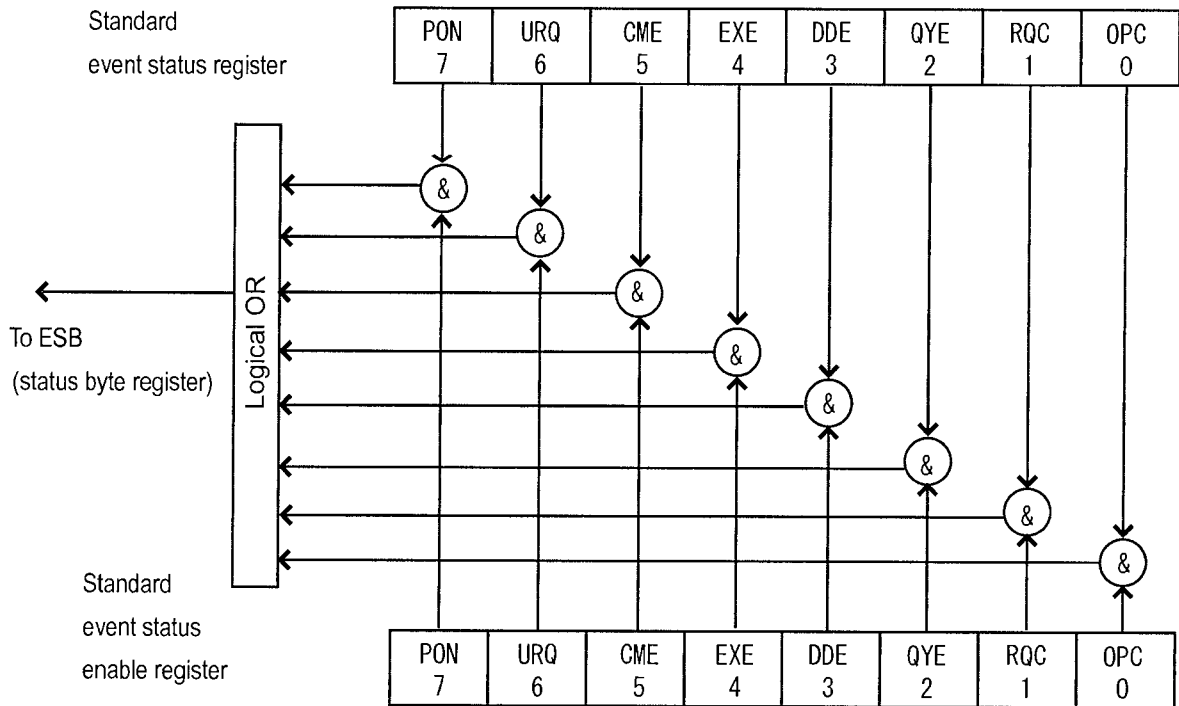 Standard
event status register
PON URQ CME EXE DDE QYE RQC OPC
7 6 5 4 3 2 1 0
&
&
&
&
&
&
&
&
Logical OR
To ESB
(status byte register)
Standard
event status
enable register
PON URQ CME EXE DDE QYE RQC OPC
7 6 5 4 3 2 1 0